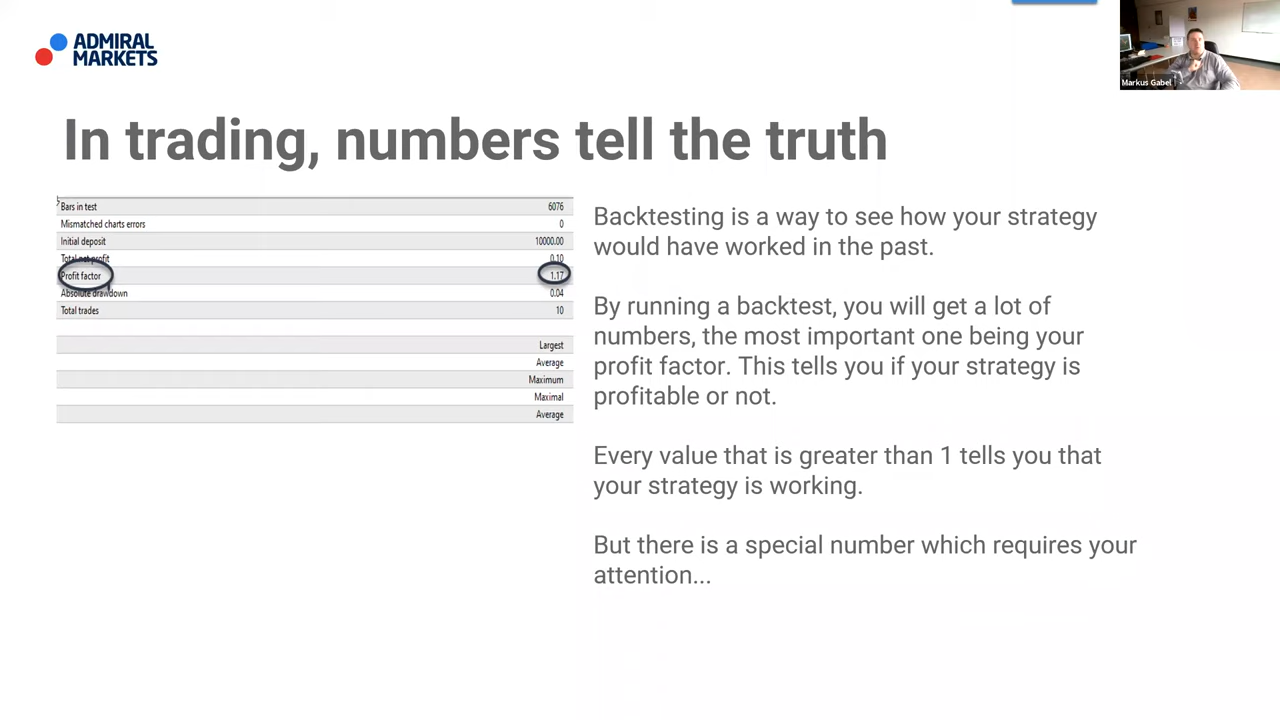 ADMIRAL
MARKETS
Markus Gabel
In trading, numbers tell the truth
Bars in test 6076
Mismatched charts errors 0
Initial deposit 10000.00
Total net profit 0.10
Profit factor 1.17
Absolute drawdown 0.04
Total trades 10
Largest
Average
Maximum
Maximal
Average
Backtesting is a way to see how your strategy
would have worked in the past.
By running a backtest, you will get a lot of
numbers, the most important one being your
profit factor. This tells you if your strategy is
profitable or not.
Every value that is greater than 1 tells you that
your strategy is working.
But there is a special number which requires your
attention...